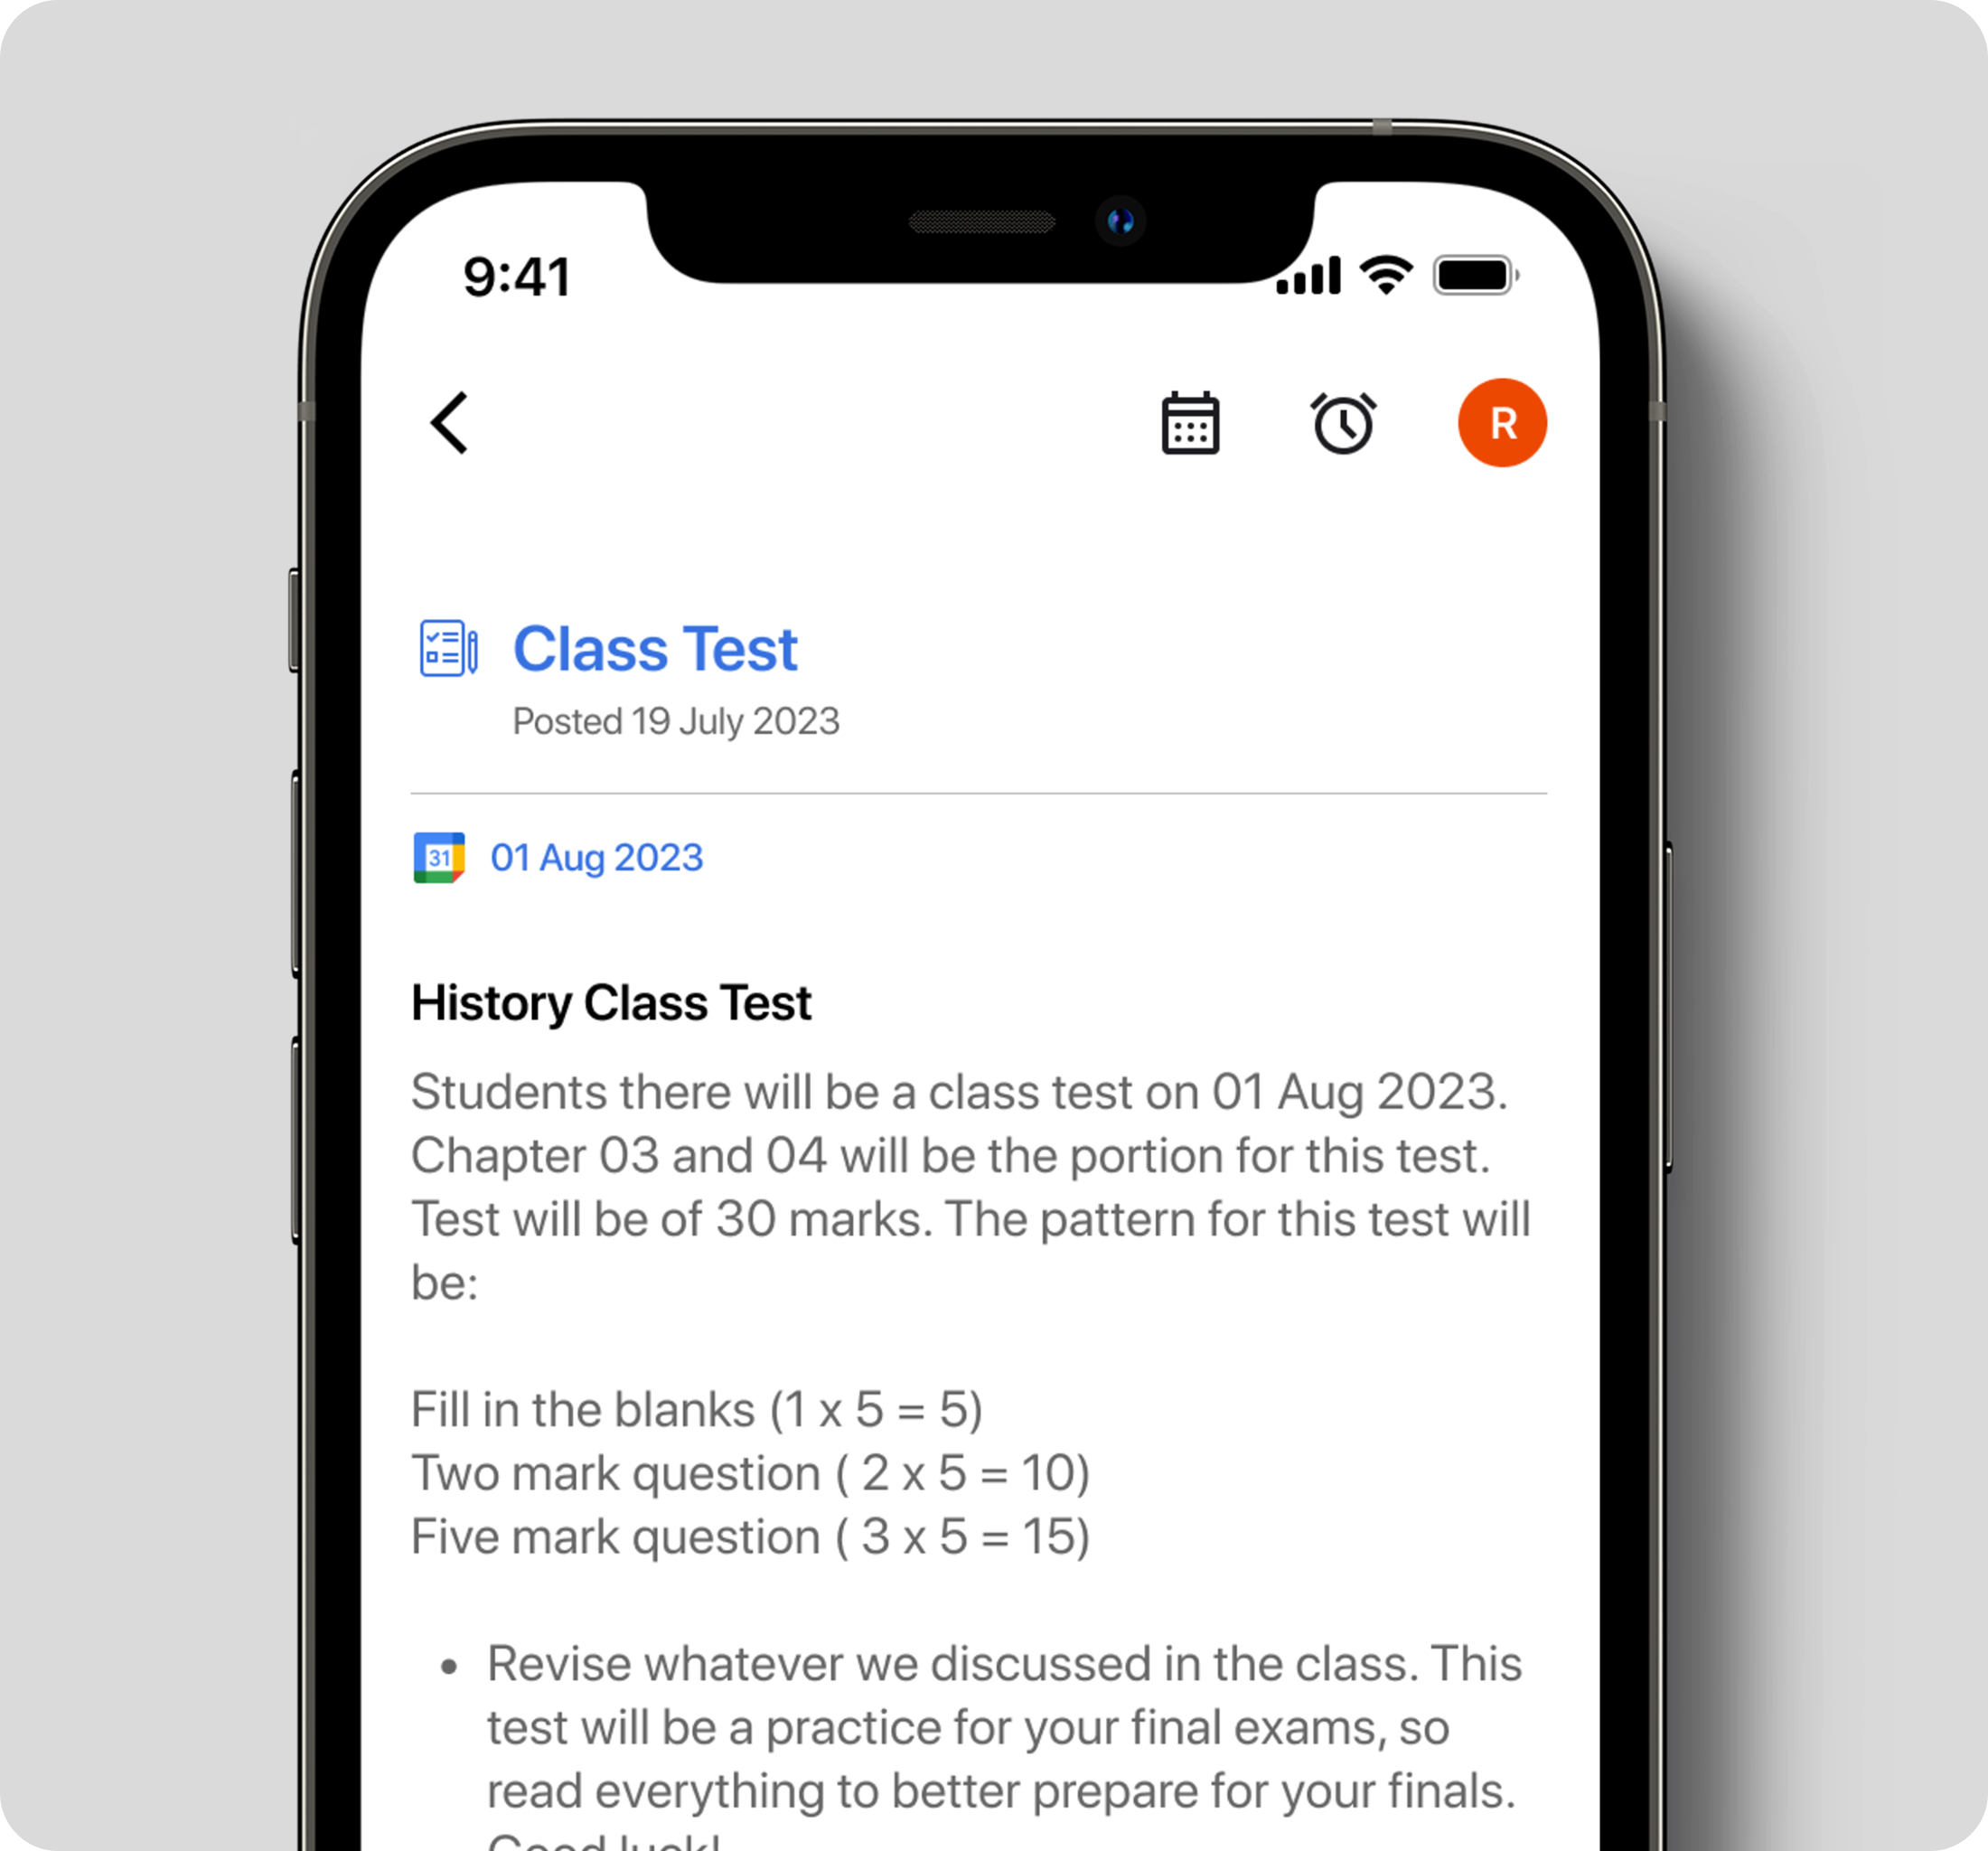 9:41
R
Class Test
Posted 19 July 2023
31
01 Aug 2023
History Class Test
Students there will be a class test on 01 Aug 2023.
Chapter 03 and 04 will be the portion for this test.
Test will be of 30 marks. The pattern for this test will
be:
Fill in the blanks (1 x 5 = 5)
Two mark question ( 2 x 5 = 10)
Five mark question ( 3 x 5 = 15)
• Revise whatever we discussed in the class. This
test will be a practice for your final exams, so
read everything to better prepare for your finals.
Good luck!